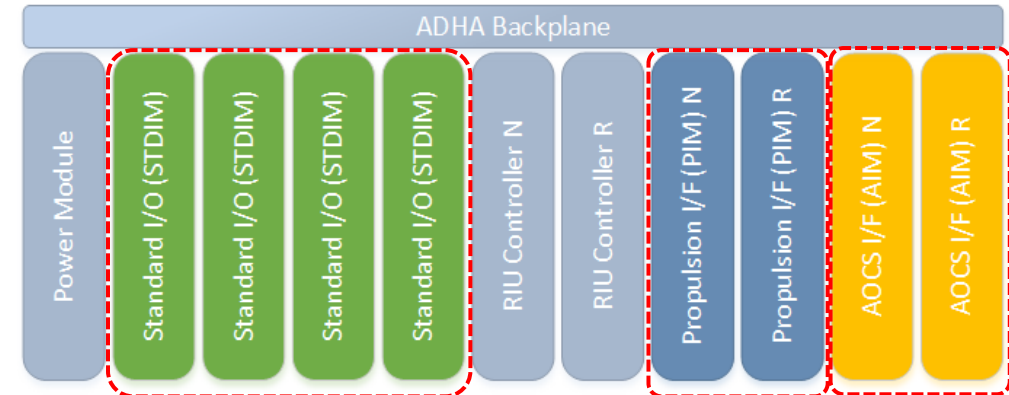 ADHA Backplane
Power Module
Standard I/O (STDIM)
Standard I/O (STDIM)
Standard I/O (STDIM)
Standard I/O (STDIM)
RIU Controller N
RIU Controller R
Propulsion I/F (PIM) N
Propulsion I/F (PIM) R
AOCS I/F (AIM) N
AOCS I/F (AIM) R